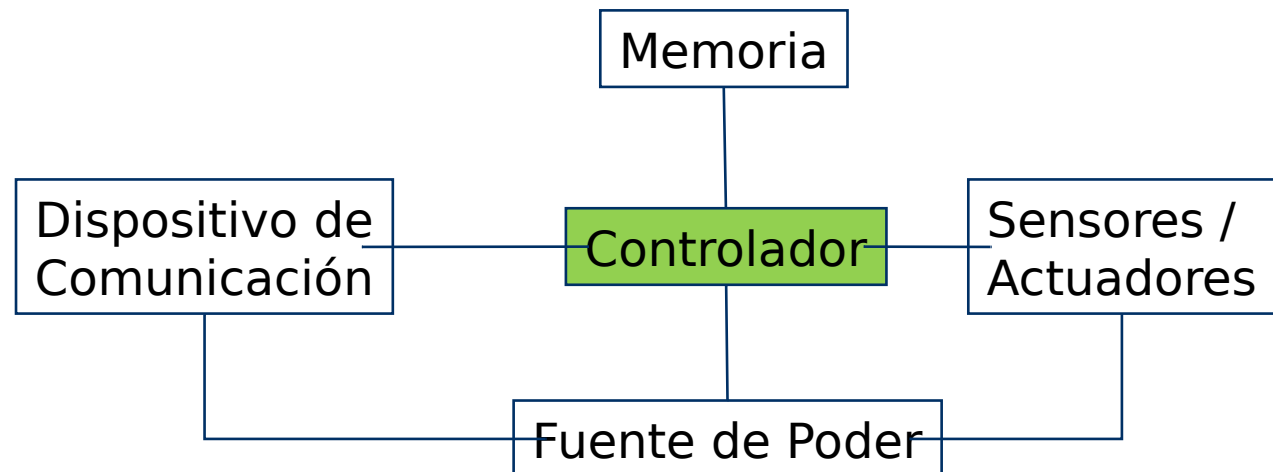 Memoria
Dispositivo de
Comunicación
Controlador
Sensores /
Actuadores
Fuente de Poder